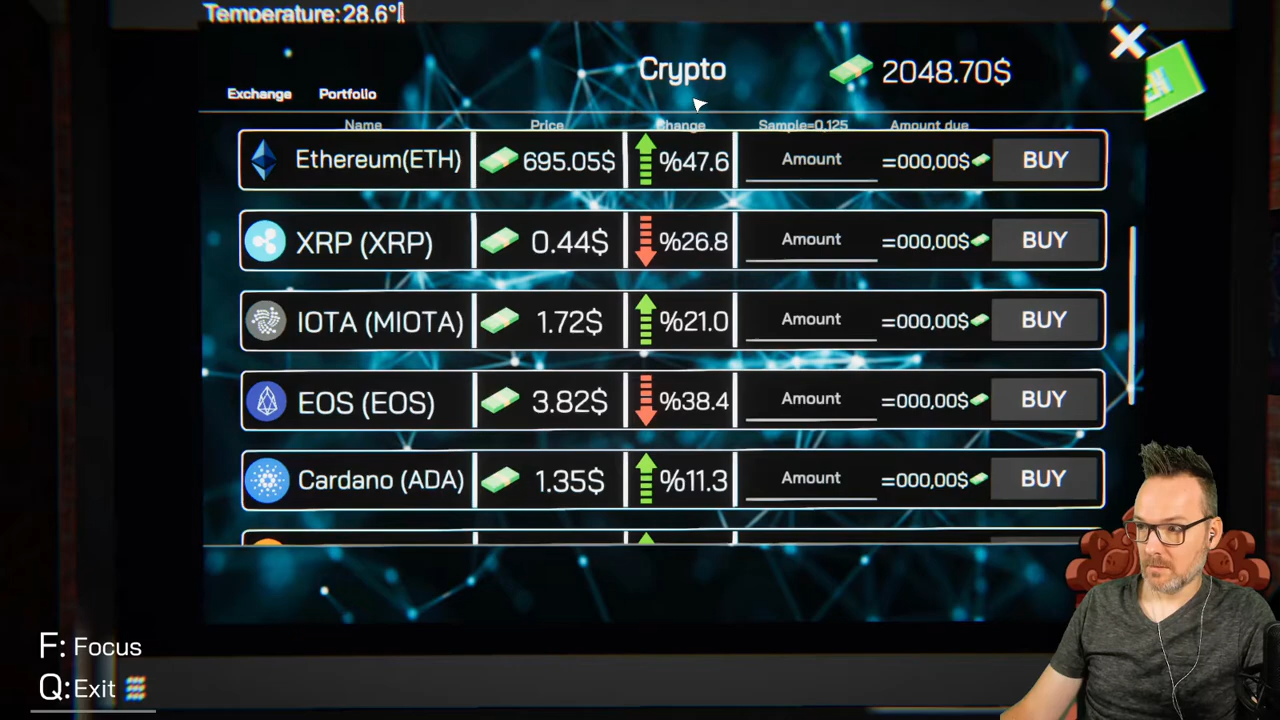 Temperature: 28.6°
Crypto
2048.70$
Exchange Portfolio
Name Price Change Sample=0.125 Amount due
Ethereum(ETH) 695.05$ %47.6 Amount =000,00$ BUY
XRP (XRP) 0.44$ %26.8 Amount =000,00$ BUY
IOTA (MIOTA) 1.72$ %21.0 Amount =000,00$ BUY
EOS (EOS) 3.82$ %38.4 Amount =000,00$ BUY
Cardano (ADA) 1.35$ %11.3 Amount =000,00$ BUY
F: Focus
Q:Exit